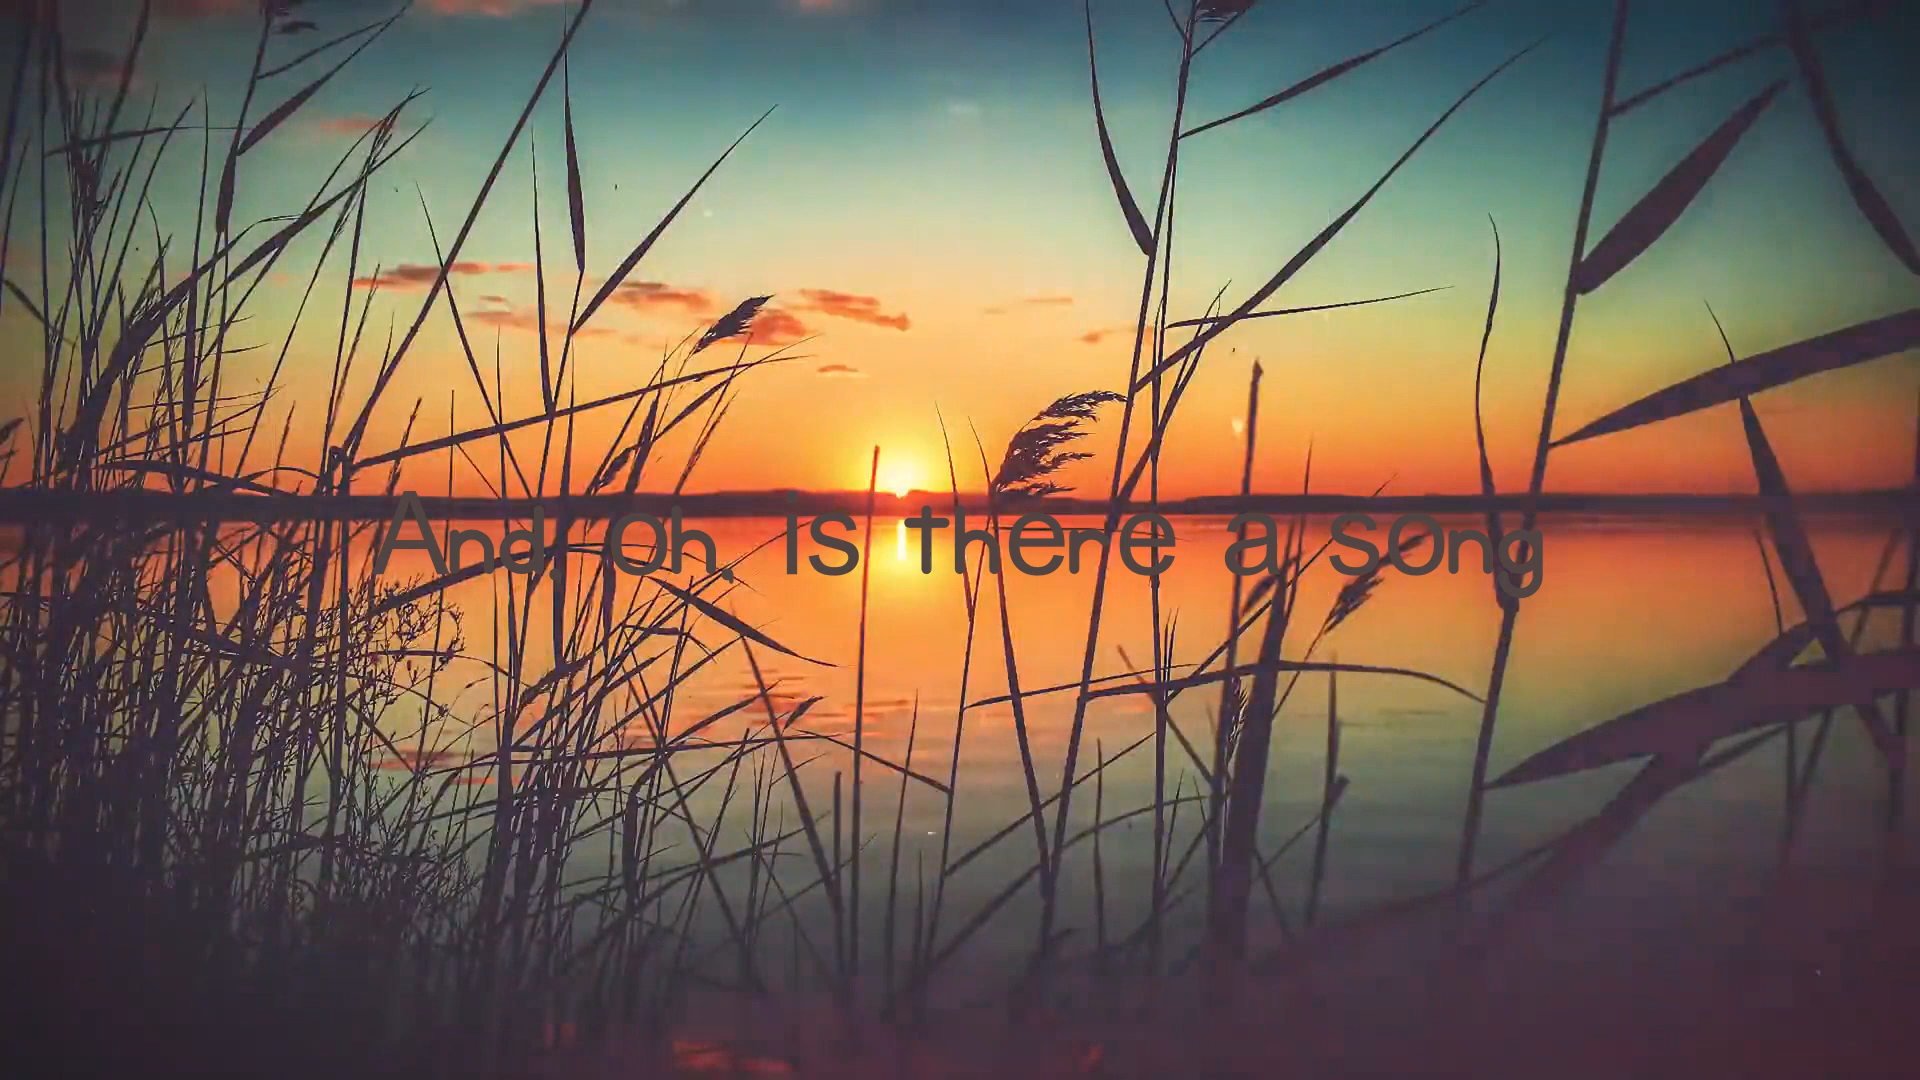 And, oh, is there a song